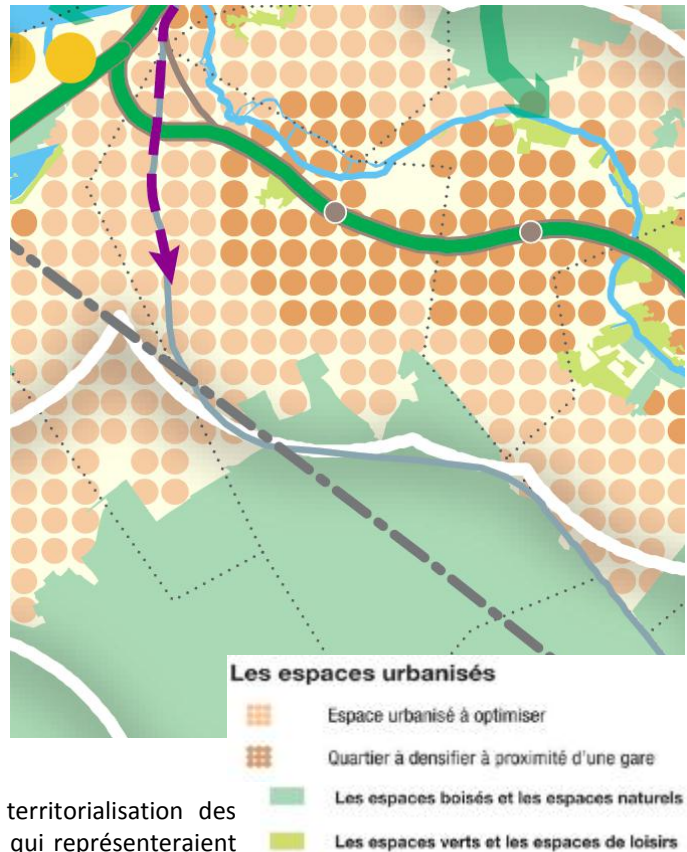 Les espaces urbanisés
Espace urbanisé à optimiser
Quartier à densifier à proximité d'une gare
Les espaces boisés et les espaces naturels
Les espaces verts et les espaces de loisirs
territorialisation des
qui représenteraient